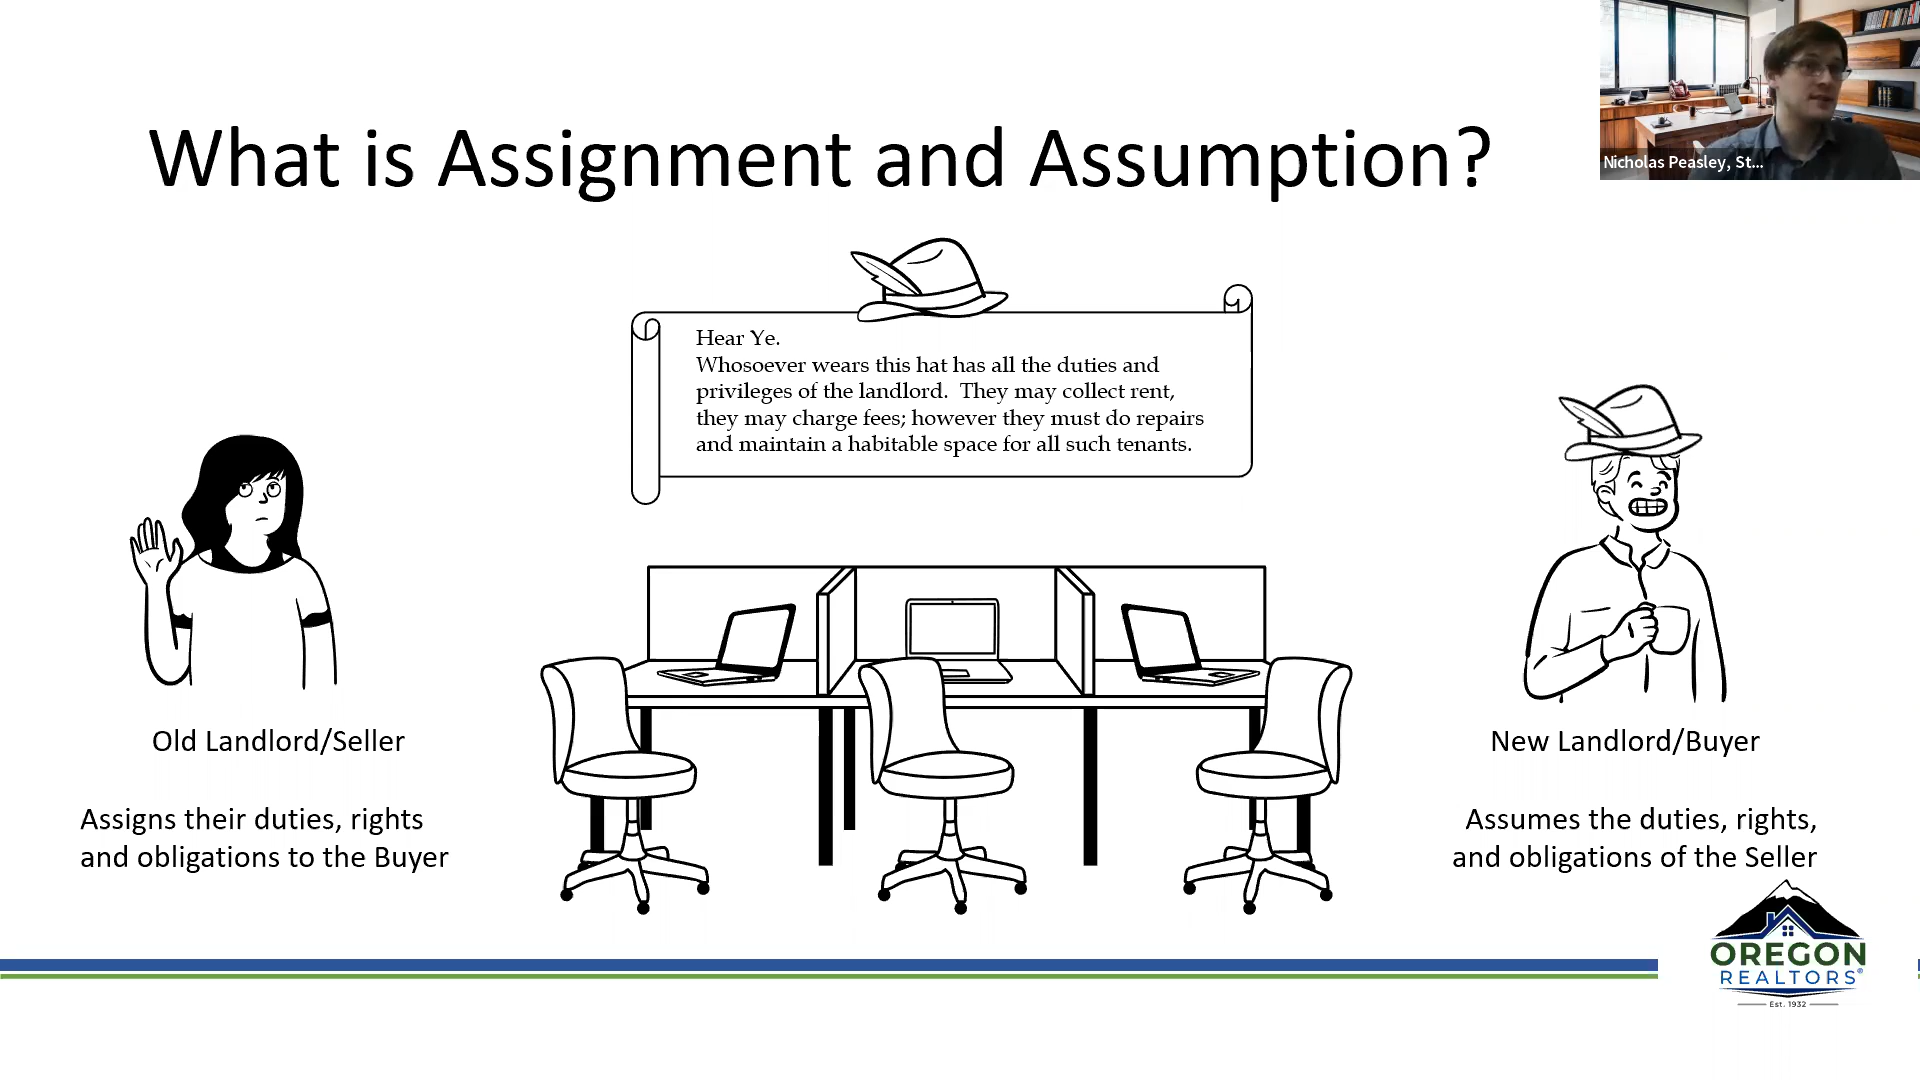 What is Assignment and Assumption?
Nicholas Peasley, St...
Hear Ye.
Whosoever wears this hat has all the duties and
privileges of the landlord. They may collect rent,
they may charge fees; however they must do repairs
and maintain a habitable space for all such tenants.
Old Landlord/Seller
Assigns their duties, rights
and obligations to the Buyer
New Landlord/Buyer
Assumes the duties, rights,
and obligations of the Seller
OREGON
REALTORS®
Est. 1932